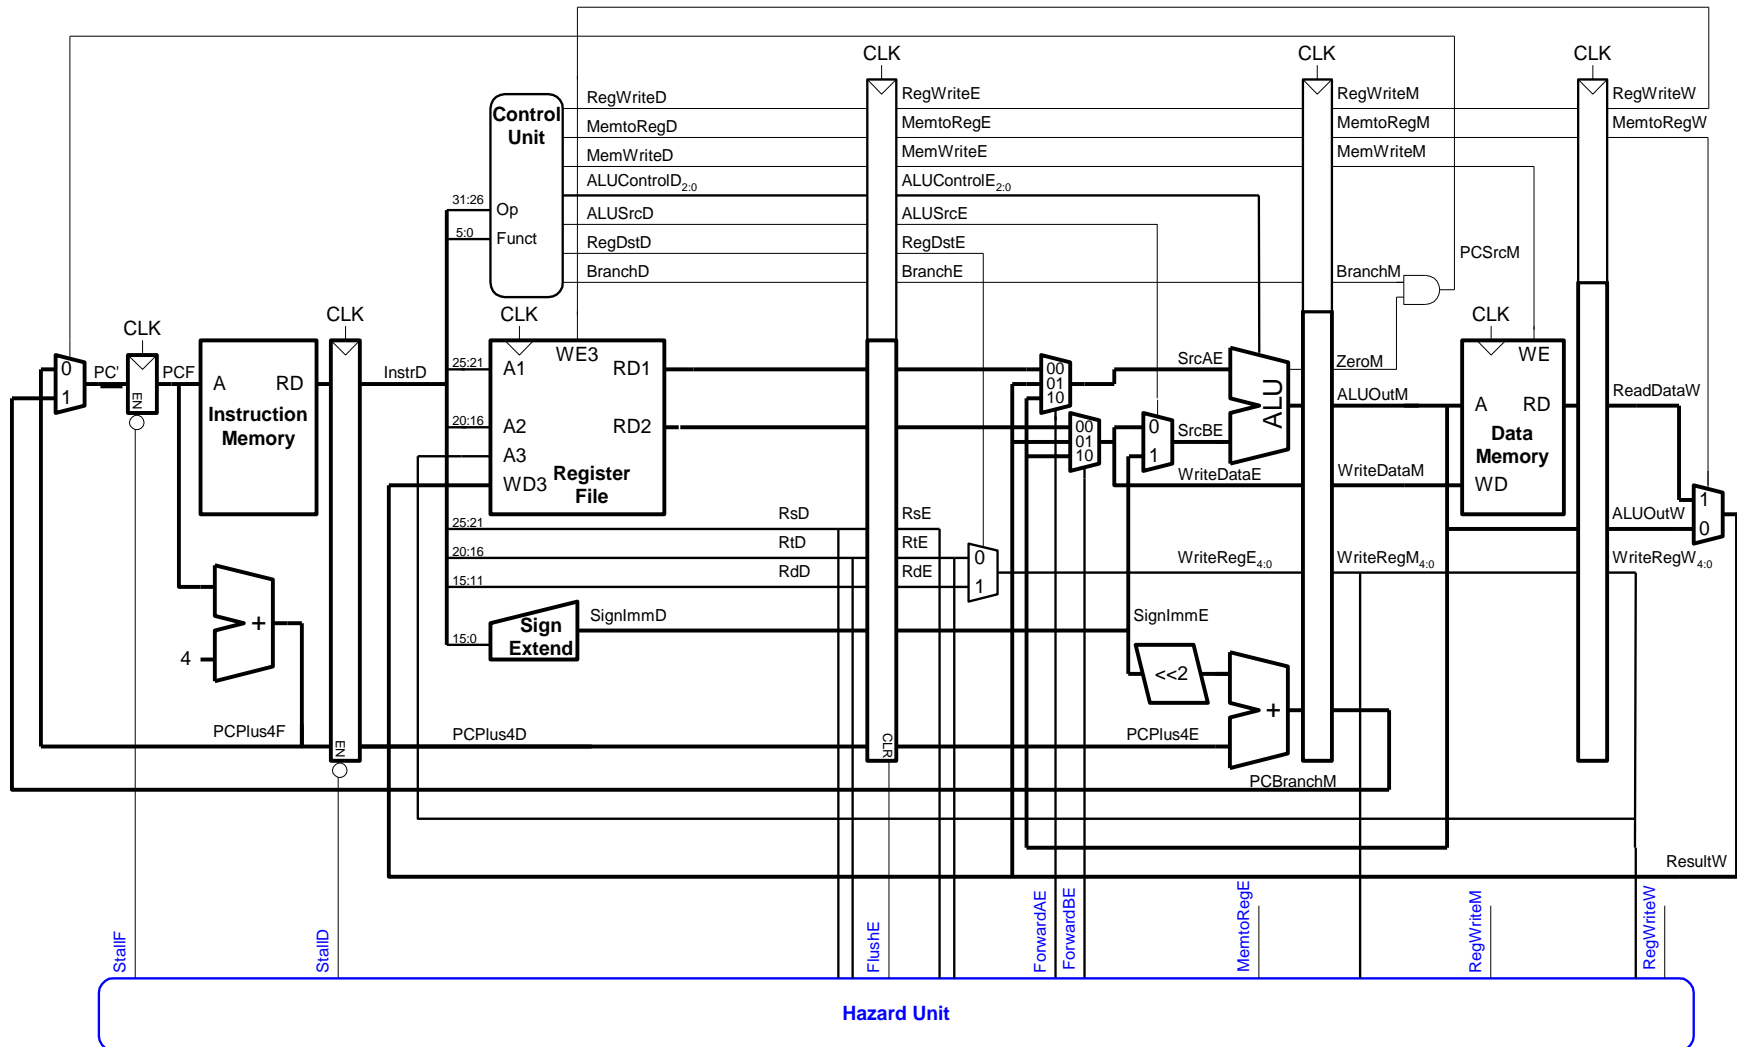 CLK
CLK
CLK
Control
Unit
RegWriteD
MemtoRegD
MemWriteD
ALUControlD2:0
ALUSrcD
RegDstD
BranchD
31:26
Op
5:0
Funct
RegWriteE
MemtoRegE
MemWriteE
ALUControlE2:0
ALUSrcE
RegDstE
BranchE
RegWriteM
MemtoRegM
MemWriteM
BranchM
PCSrcM
RegWriteW
MemtoRegW
CLK
0
1
PC'
EN
PCF
A
RD
Instruction
Memory
CLK
EN
InstrD
CLK
WE3
25:21
A1
RD1
20:16
A2
RD2
A3
WD3
Register
File
00
01
10
00
01
10
0
1
SrcAE
SrcBE
ALU
WriteDataE
ZeroM
ALUOutM
WriteDataM
CLK
WE
A
RD
Data
Memory
WD
ReadDataW
1
0
ALUOutW
25:21
RsD
RsE
20:16
RtD
RtE
15:11
RdD
RdE
0
1
WriteRegE4:0
WriteRegM4:0
WriteRegW4:0
15:0
Sign
Extend
SignImmD
SignImmE
+
4
<<2
+
PCPlus4F
PCPlus4D
CLR
PCPlus4E
PCBranchM
ResultW
StallF
StallD
FlushE
ForwardAE
ForwardBE
MemtoRegE
RegWriteM
RegWriteW
Hazard Unit